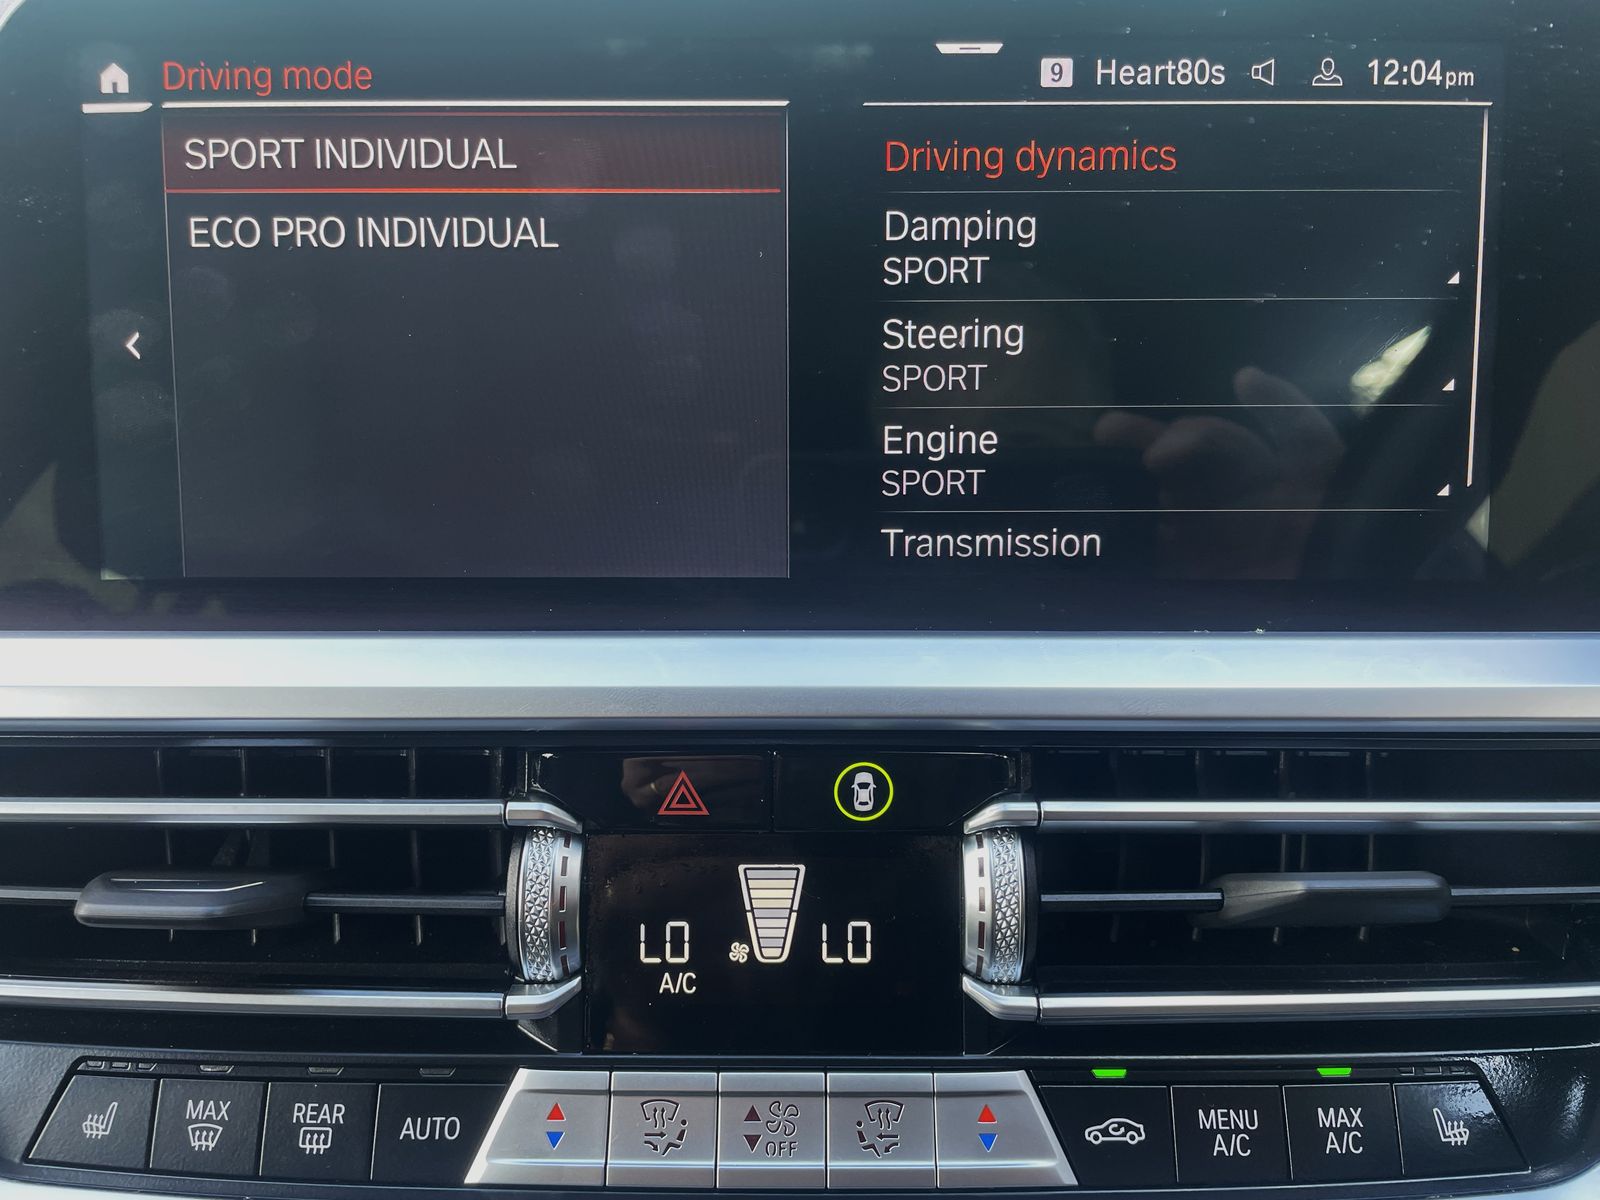 Driving mode
9 Heart80s 12:04pm
SPORT INDIVIDUAL
ECO PRO INDIVIDUAL
Driving dynamics
Damping
SPORT
Steering
SPORT
Engine
SPORT
Transmission
LO LO
A/C
MAX
REAR
AUTO
OFF
MENU A/C
MAX A/C